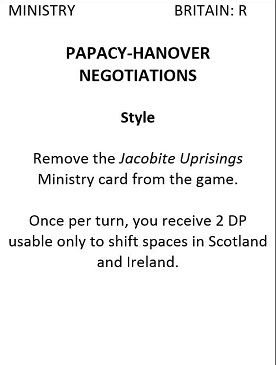 MINISTRY BRITAIN: R
PAPACY-HANOVER
NEGOTIATIONS
Style
Remove the Jacobite Uprisings
Ministry card from the game.
Once per turn, you receive 2 DP
usable only to shift spaces in Scotland
and Ireland.